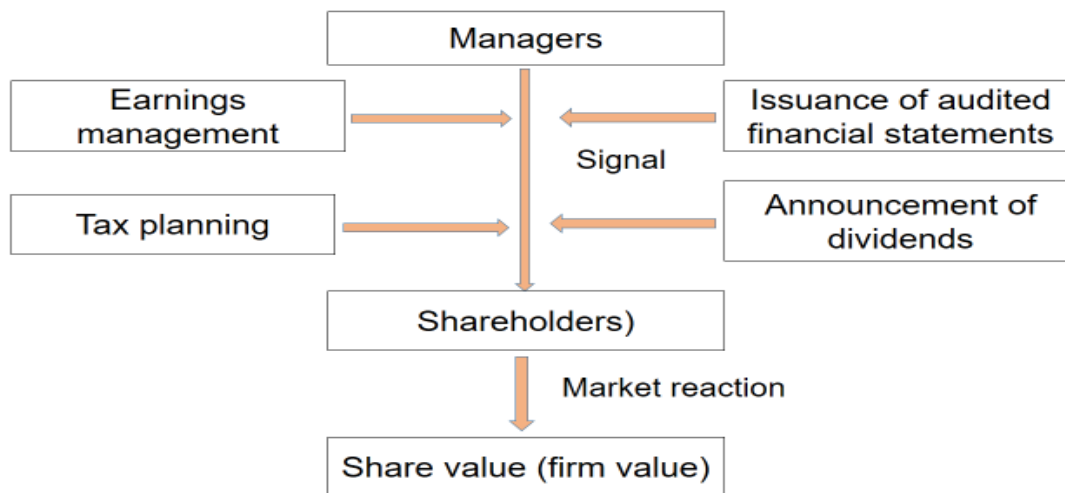 Managers
Earnings
management
Issuance of audited
financial statements
Signal
Tax planning
Announcement of
dividends
Shareholders)
Market reaction
Share value (firm value)